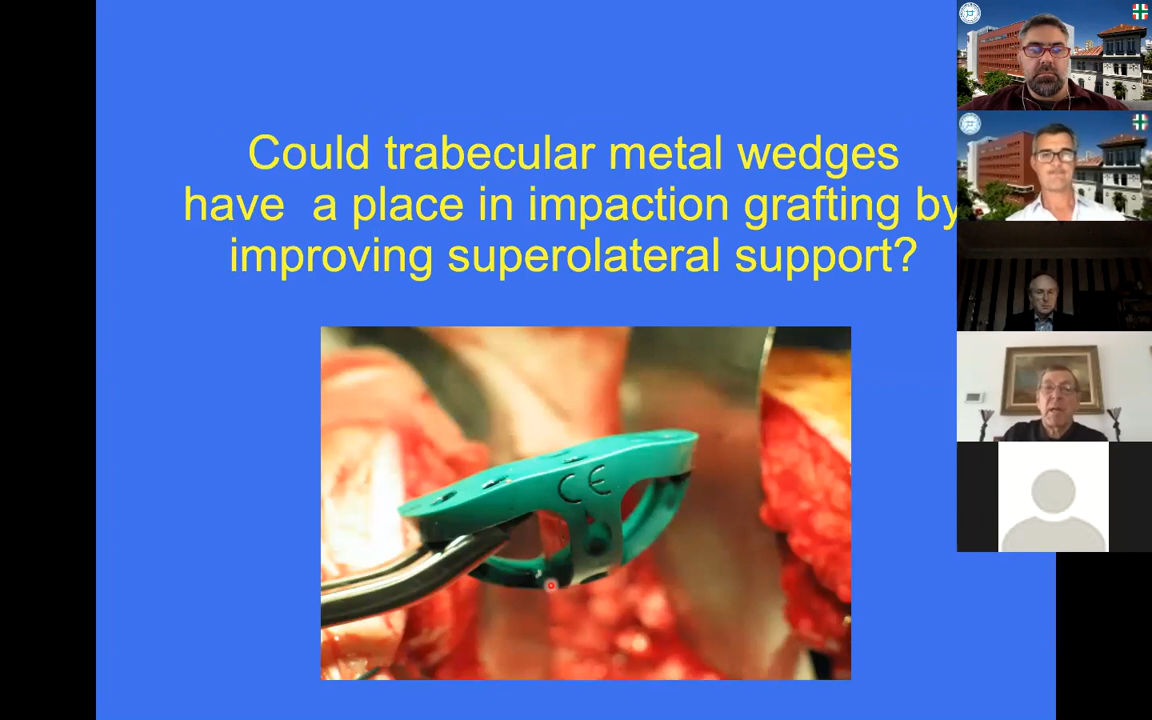 Could trabecular metal wedges
have  a place in impaction grafting by
improving superolateral support?
CE